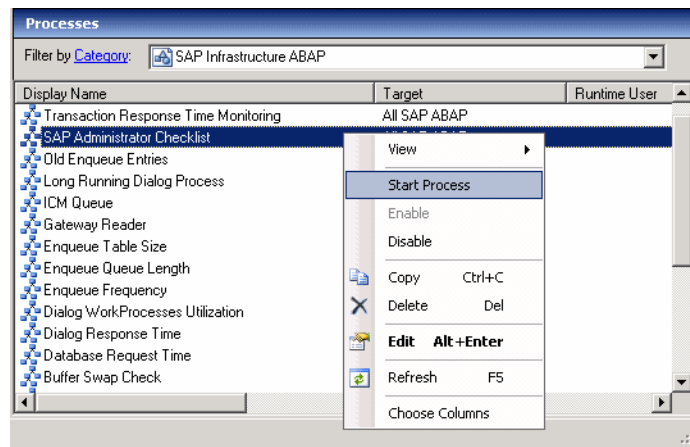 Processes
Filter by Category: SAP Infrastructure ABAP
Display Name Target Runtime User
Transaction Response Time Monitoring All SAP ABAP
SAP Administrator Checklist
Old Enqueue Entries
Long Running Dialog Process
ICM Queue
Gateway Reader
Enqueue Table Size
Enqueue Queue Length
Enqueue Frequency
Dialog WorkProcesses Utilization
Dialog Response Time
Database Request Time
Buffer Swap Check
View
Start Process
Enable
Disable
Copy Ctrl+C
Delete Del
Edit Alt+Enter
Refresh F5
Choose Columns